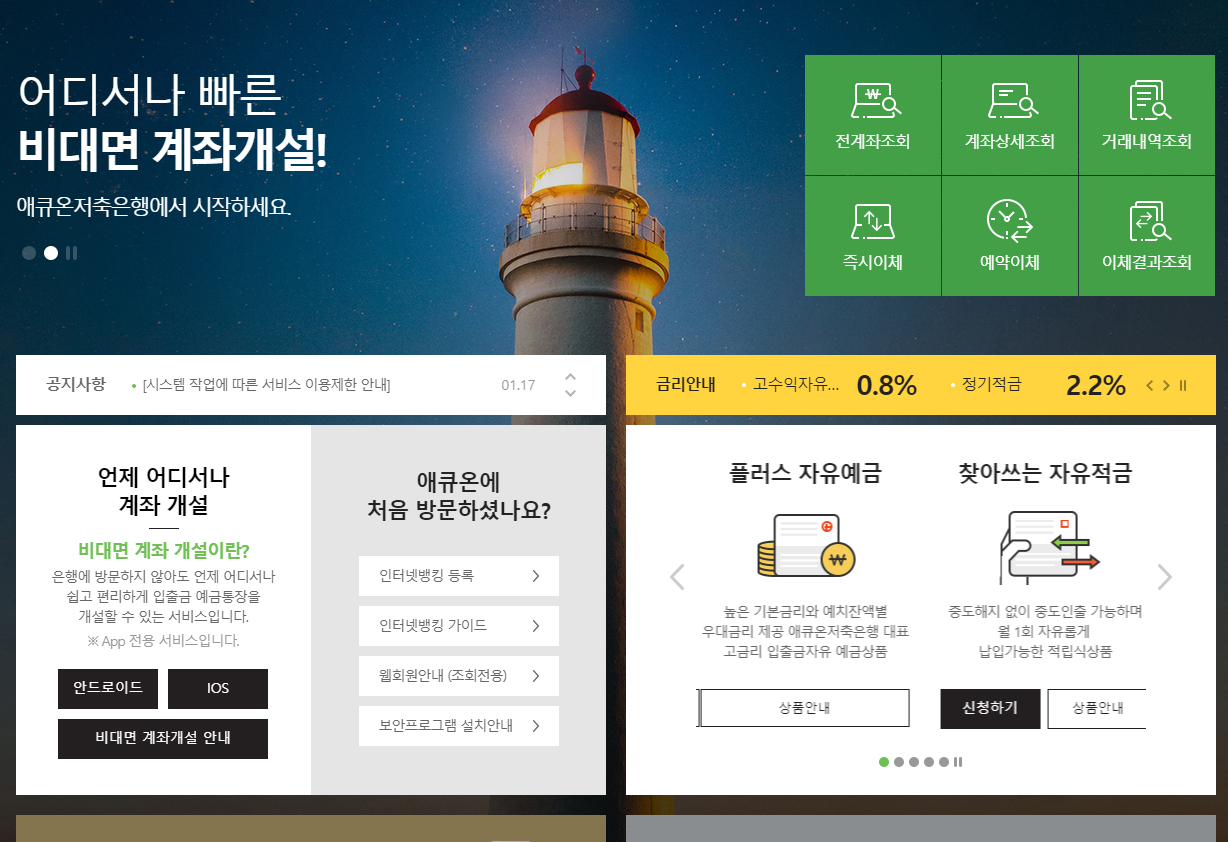 어디서나 빠른
비대면 계좌개설!
애큐온저축은행에서 시작하세요.
전계좌조회
계좌상세조회
거래내역조회
즉시이체
예약이체
이체결과조회
공지사항
[시스템 작업에 따른 서비스 이용제한 안내]
01.17
금리안내
고수익자유...
0.8%
정기적금
2.2%
언제 어디서나
계좌 개설
비대면 계좌 개설이란?
은행에 방문하지 않아도 언제 어디서나
쉽고 편리하게 입출금 예금통장을
개설할 수 있는 서비스입니다.
※ App 전용 서비스입니다.
안드로이드
IOS
비대면 계좌개설 안내
애큐온에
처음 방문하셨나요?
인터넷뱅킹 등록
인터넷뱅킹 가이드
웹회원안내 (조회전용)
보안프로그램 설치안내
플러스 자유예금
높은 기본금리와 예치잔액별
우대금리 제공 애큐온저축은행 대표
고금리 입출금자유 예금상품
상품안내
찾아쓰는 자유적금
중도해지 없이 중도인출 가능하며
월 1회 자유롭게
납입가능한 적립식상품
신청하기
상품안내